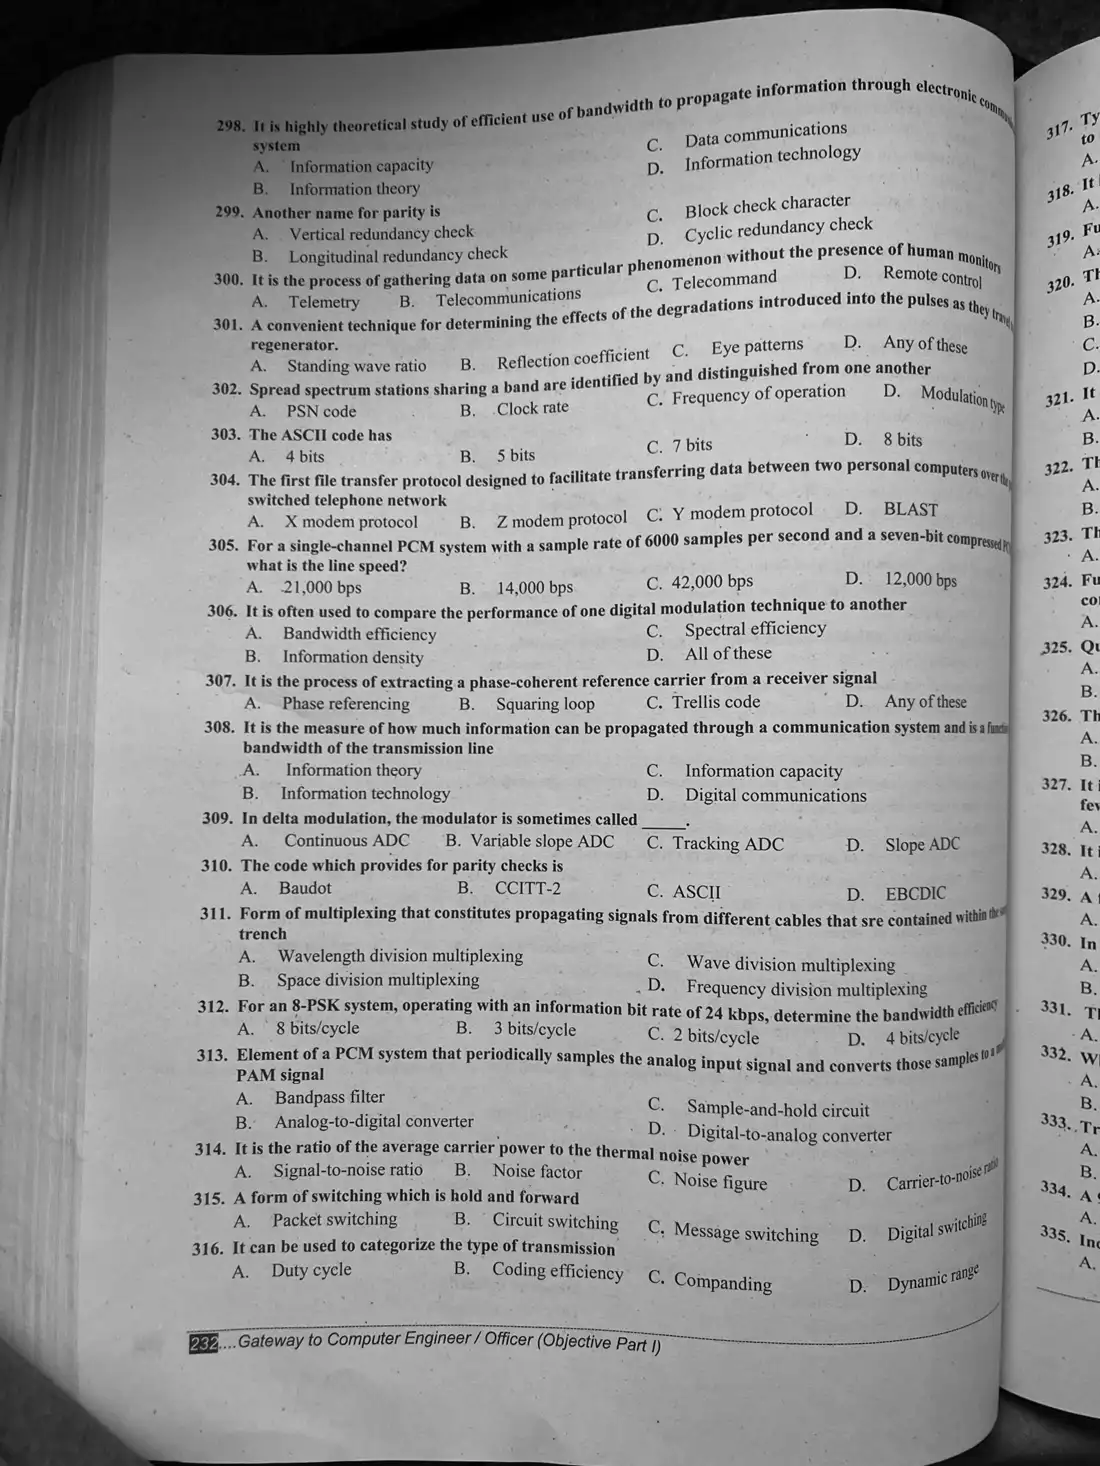 298. It is highly theoretical study of efficient use of bandwidth to propagate information through electronic
system
A. Information capacity C. Data communications
B. Information theory D. Information technology
299. Another name for parity is
A. Vertical redundancy check C. Block check character
B. Longitudinal redundancy check D. Cyclic redundancy check
300. It is the process of gathering data on some particular phenomenon without the presence of human monitors
A. Telemetry B. Telecommunications C. Telecommand D. Remote control
301. A convenient technique for determining the effects of the degradations introduced into the pulses as they
regenerator.
A. Standing wave ratio B. Reflection coefficient C. Eye patterns D. Any of these
302. Spread spectrum stations sharing a band are identified by and distinguished from one another
A. PSN code B. Clock rate C. Frequency of operation D. Modulation type
303. The ASCII code has
A. 4 bits B. 5 bits C. 7 bits D. 8 bits
304. The first file transfer protocol designed to facilitate transferring data between two personal computers over
switched telephone network
A. X modem protocol B. Z modem protocol C. Y modem protocol D. BLAST
305. For a single-channel PCM system with a sample rate of 6000 samples per second and a seven-bit compressed
what is the line speed?
A. 21,000 bps B. 14,000 bps C. 42,000 bps D. 12,000 bps
306. It is often used to compare the performance of one digital modulation technique to another
A. Bandwidth efficiency C. Spectral efficiency
B. Information density D. All of these
307. It is the process of extracting a phase-coherent reference carrier from a receiver signal
A. Phase referencing B. Squaring loop C. Trellis code D. Any of these
308. It is the measure of how much information can be propagated through a communication system and is a
bandwidth of the transmission line
A. Information theory C. Information capacity
B. Information technology D. Digital communications
309. In delta modulation, the modulator is sometimes called _____.
A. Continuous ADC B. Variable slope ADC C. Tracking ADC D. Slope ADC
310. The code which provides for parity checks is
A. Baudot B. CCITT-2 C. ASCII D. EBCDIC
311. Form of multiplexing that constitutes propagating signals from different cables that sre contained within
trench
A. Wavelength division multiplexing C. Wave division multiplexing
B. Space division multiplexing D. Frequency division multiplexing
312. For an 8-PSK system, operating with an information bit rate of 24 kbps, determine the bandwidth efficiency
A. 8 bits/cycle B. 3 bits/cycle C. 2 bits/cycle D. 4 bits/cycle
313. Element of a PCM system that periodically samples the analog input signal and converts those samples to a
PAM signal
A. Bandpass filter C. Sample-and-hold circuit
B. Analog-to-digital converter D. Digital-to-analog converter
314. It is the ratio of the average carrier power to the thermal noise power
A. Signal-to-noise ratio B. Noise factor C. Noise figure D. Carrier-to-noise ratio
315. A form of switching which is hold and forward
A. Packet switching B. Circuit switching C. Message switching D. Digital switching
316. It can be used to categorize the type of transmission
A. Duty cycle B. Coding efficiency C. Companding D. Dynamic range
232....Gateway to Computer Engineer / Officer (Objective Part I)
317.
to
A.
318. It
A.
319.
A.
320.
A.
B.
C.
D.
321. It
A.
B.
322.
A.
B.
323.
A.
324.
A.
325.
A.
B.
326.
A.
B.
327. It
A.
328. It
A.
329. A
A.
330. In
A.
B.
331.
A.
332.
A.
B.
333.
A.
B.
334. A
A.
335.
A.